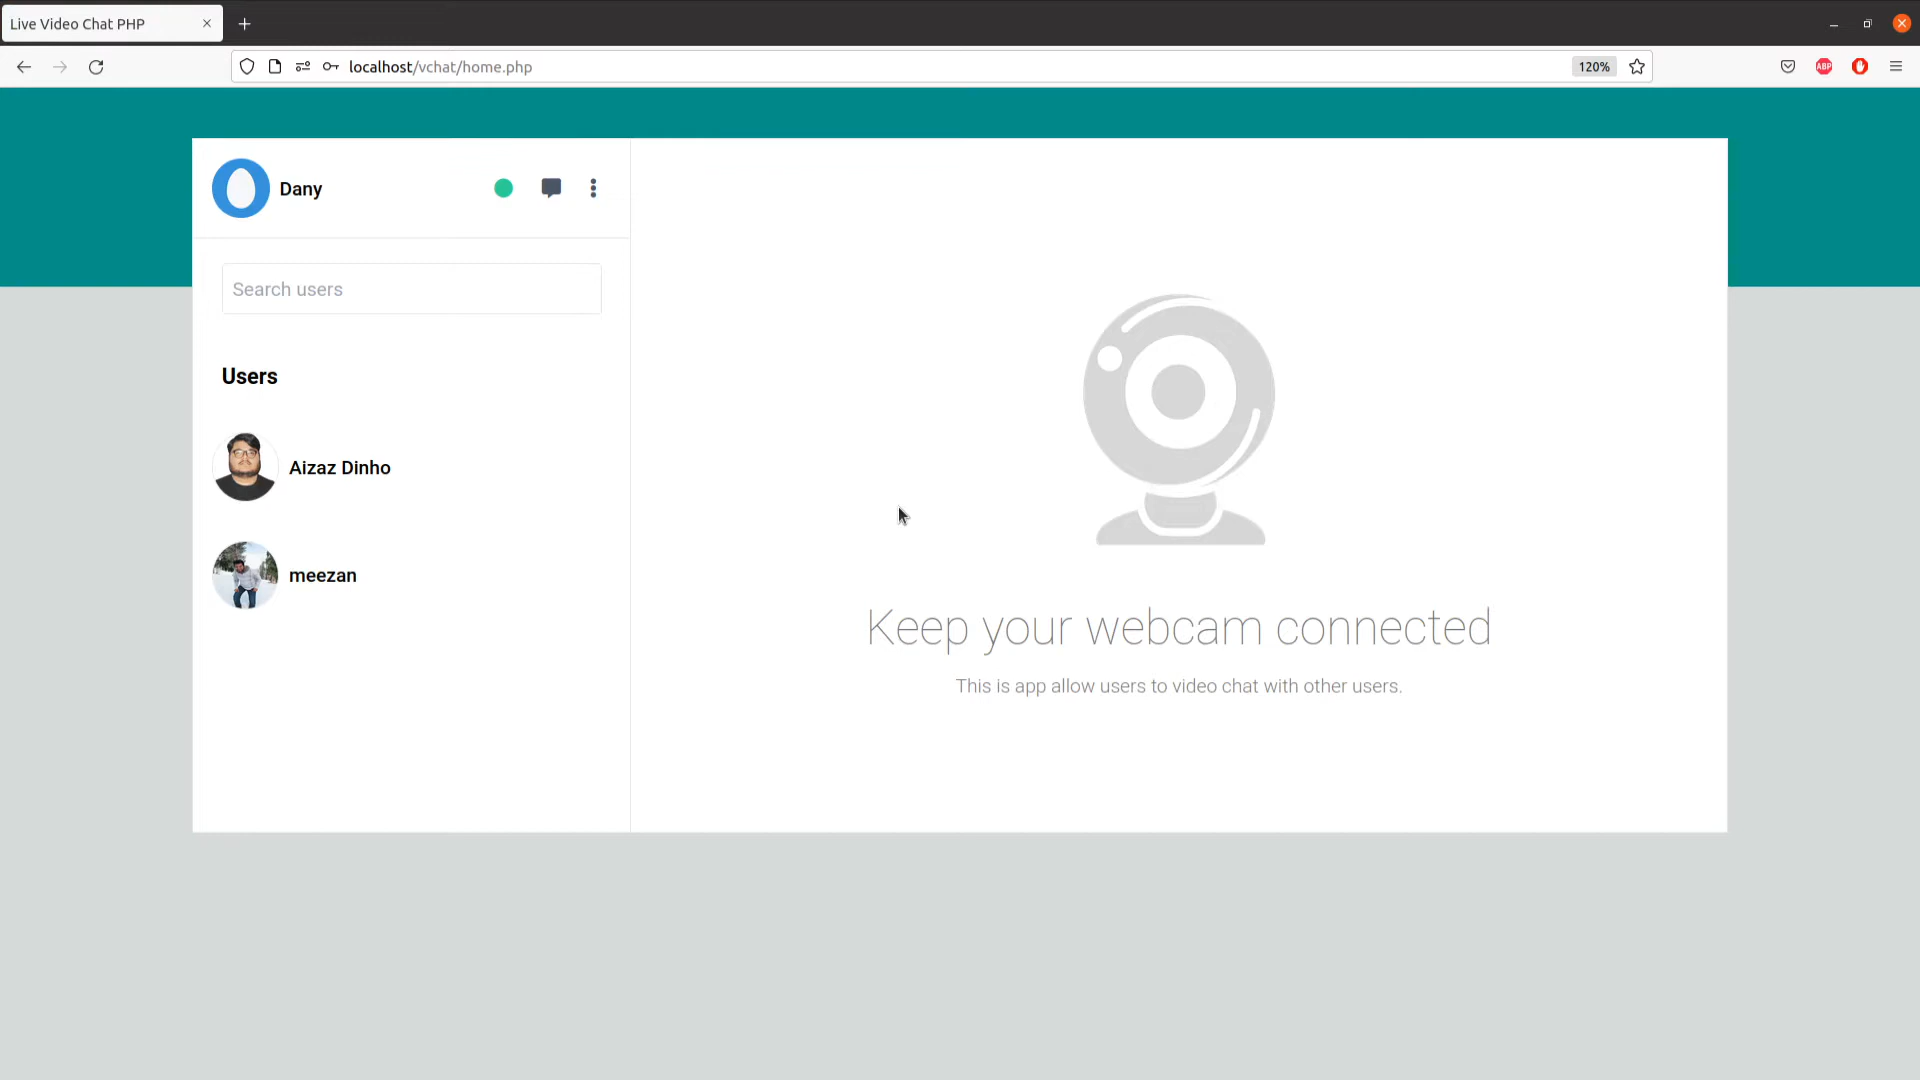 Live Video Chat PHP
localhost/vchat/home.php
120%
ABP
Dany
Search users
Users
Aizaz Dinho
meezan
Keep your webcam connected
This is app allow users to video chat with other users.